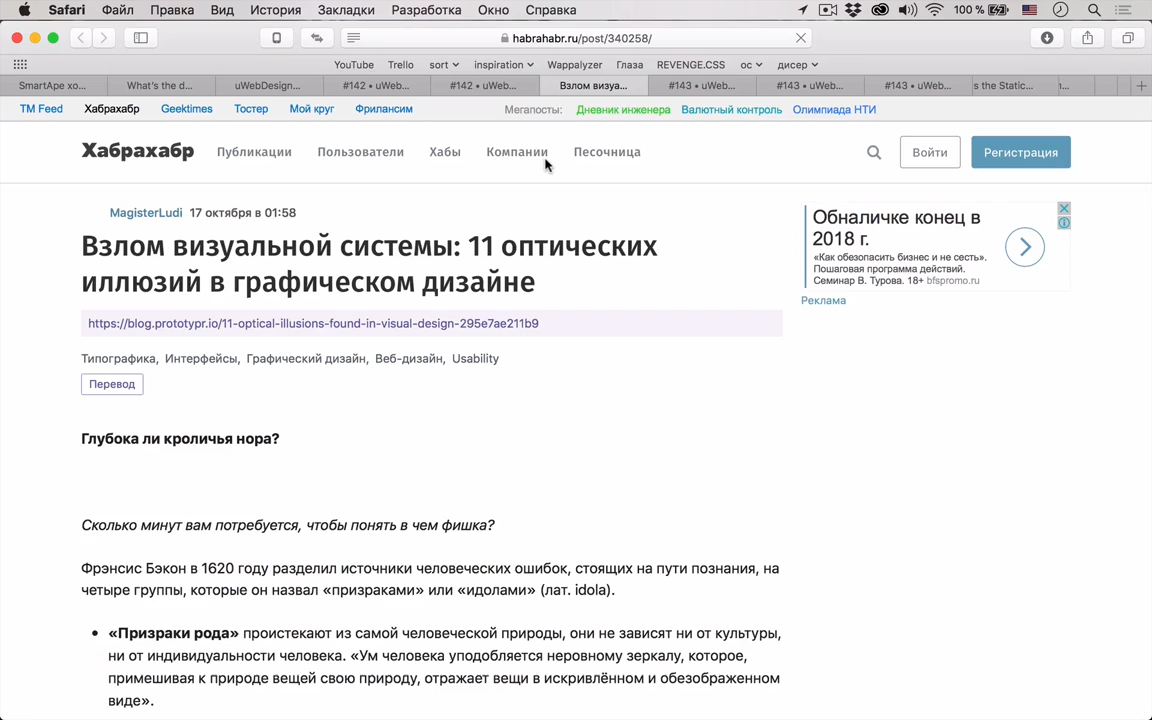 Safari Файл Правка Вид История Закладки Разработка Окно Справка 100 %
habrahabr.ru/post/340258/
YouTube Trello sort inspiration Wappalyzer Глаза REVENGE.CSS ос дисер
SmartApe хо... What's the d... uWebDesign... #142 • uWeb... #142 • uWeb... Взлом визуа... #143 • uWeb... #143 • uWeb... #143 • uWeb... s the Static...
TM Feed Хабрахабр Geektimes Тостер Мой круг Фрилансим Мегапосты: Дневник инженера Валютный контроль Олимпиада НТИ
Хабрахабр Публикации Пользователи Хабы Компании Песочница Войти Регистрация
MagisterLudi 17 октября в 01:58
Взлом визуальной системы: 11 оптических
иллюзий в графическом дизайне
https://blog.prototypr.io/11-optical-illusions-found-in-visual-design-295e7ae211b9
Типографика, Интерфейсы, Графический дизайн, Веб-дизайн, Usability
Перевод
Глубока ли кроличья нора?
Сколько минут вам потребуется, чтобы понять в чем фишка?
Фрэнсис Бэкон в 1620 году разделил источники человеческих ошибок, стоящих на пути познания, на
четыре группы, которые он назвал «призраками» или «идолами» (лат. idola).
• «Призраки рода» проистекают из самой человеческой природы, они не зависят ни от культуры,
ни от индивидуальности человека. «Ум человека уподобляется неровному зеркалу, которое,
примешивая к природе вещей свою природу, отражает вещи в искривлённом и обезображенном
виде».
Обналичке конец в
2018 г.
«Как обезопасить бизнес и не сесть».
Пошаговая программа действий.
Семинар В. Турова. 18+ bfspromo.ru
Реклама